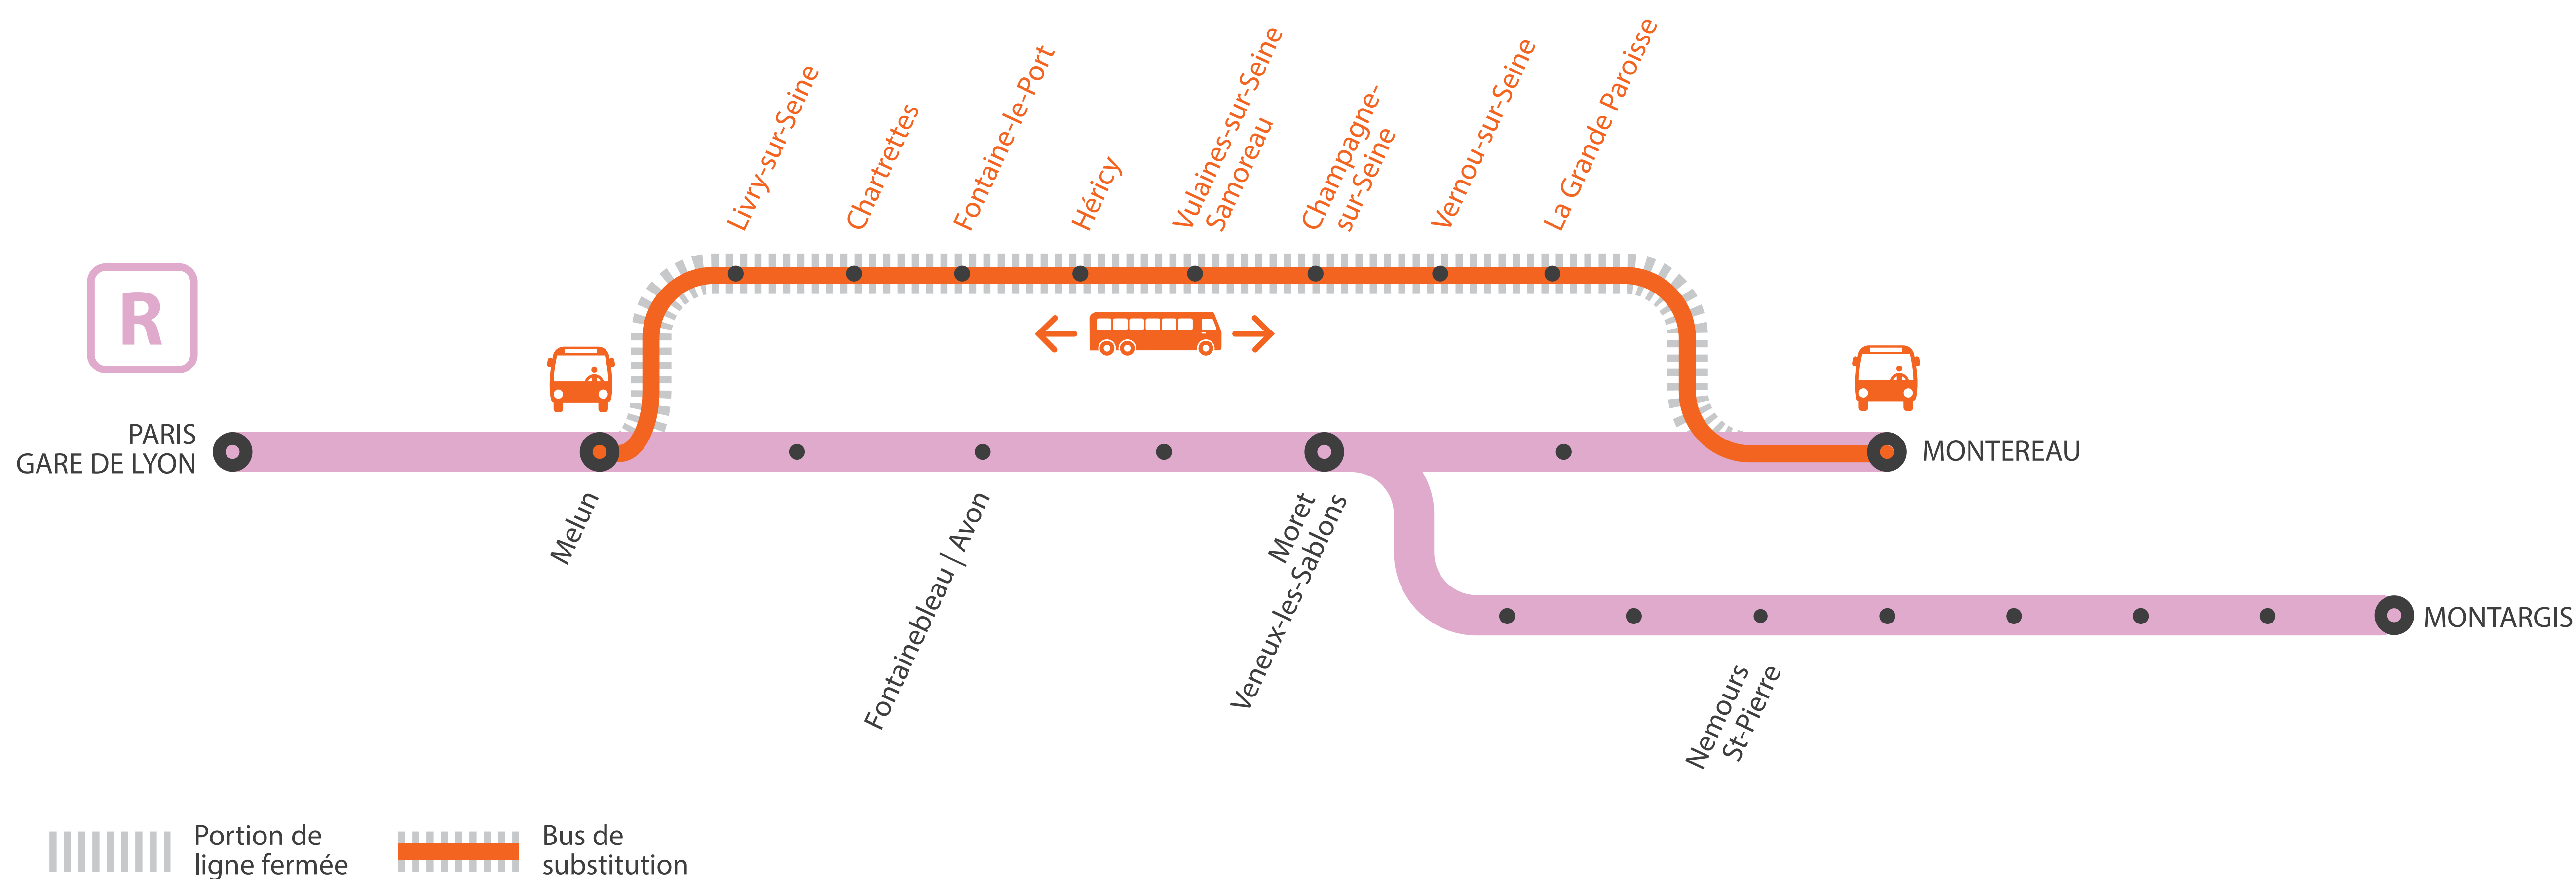 Livry-sur-Seine
Chartrettes
Fontaine-le-Port
Héricy
Vulaines-sur-Seine
Samoreau
Champagne-
sur-Seine
Vernou-sur-Seine
La Grande Paroisse
R
PARIS
GARE DE LYON
MONTEREAU
Melun
Fontainebleau | Avon
Moret
Veneux-les-Sablons
MONTARGIS
Nemours
St-Pierre
Portion de
ligne fermée
Bus de
substitution